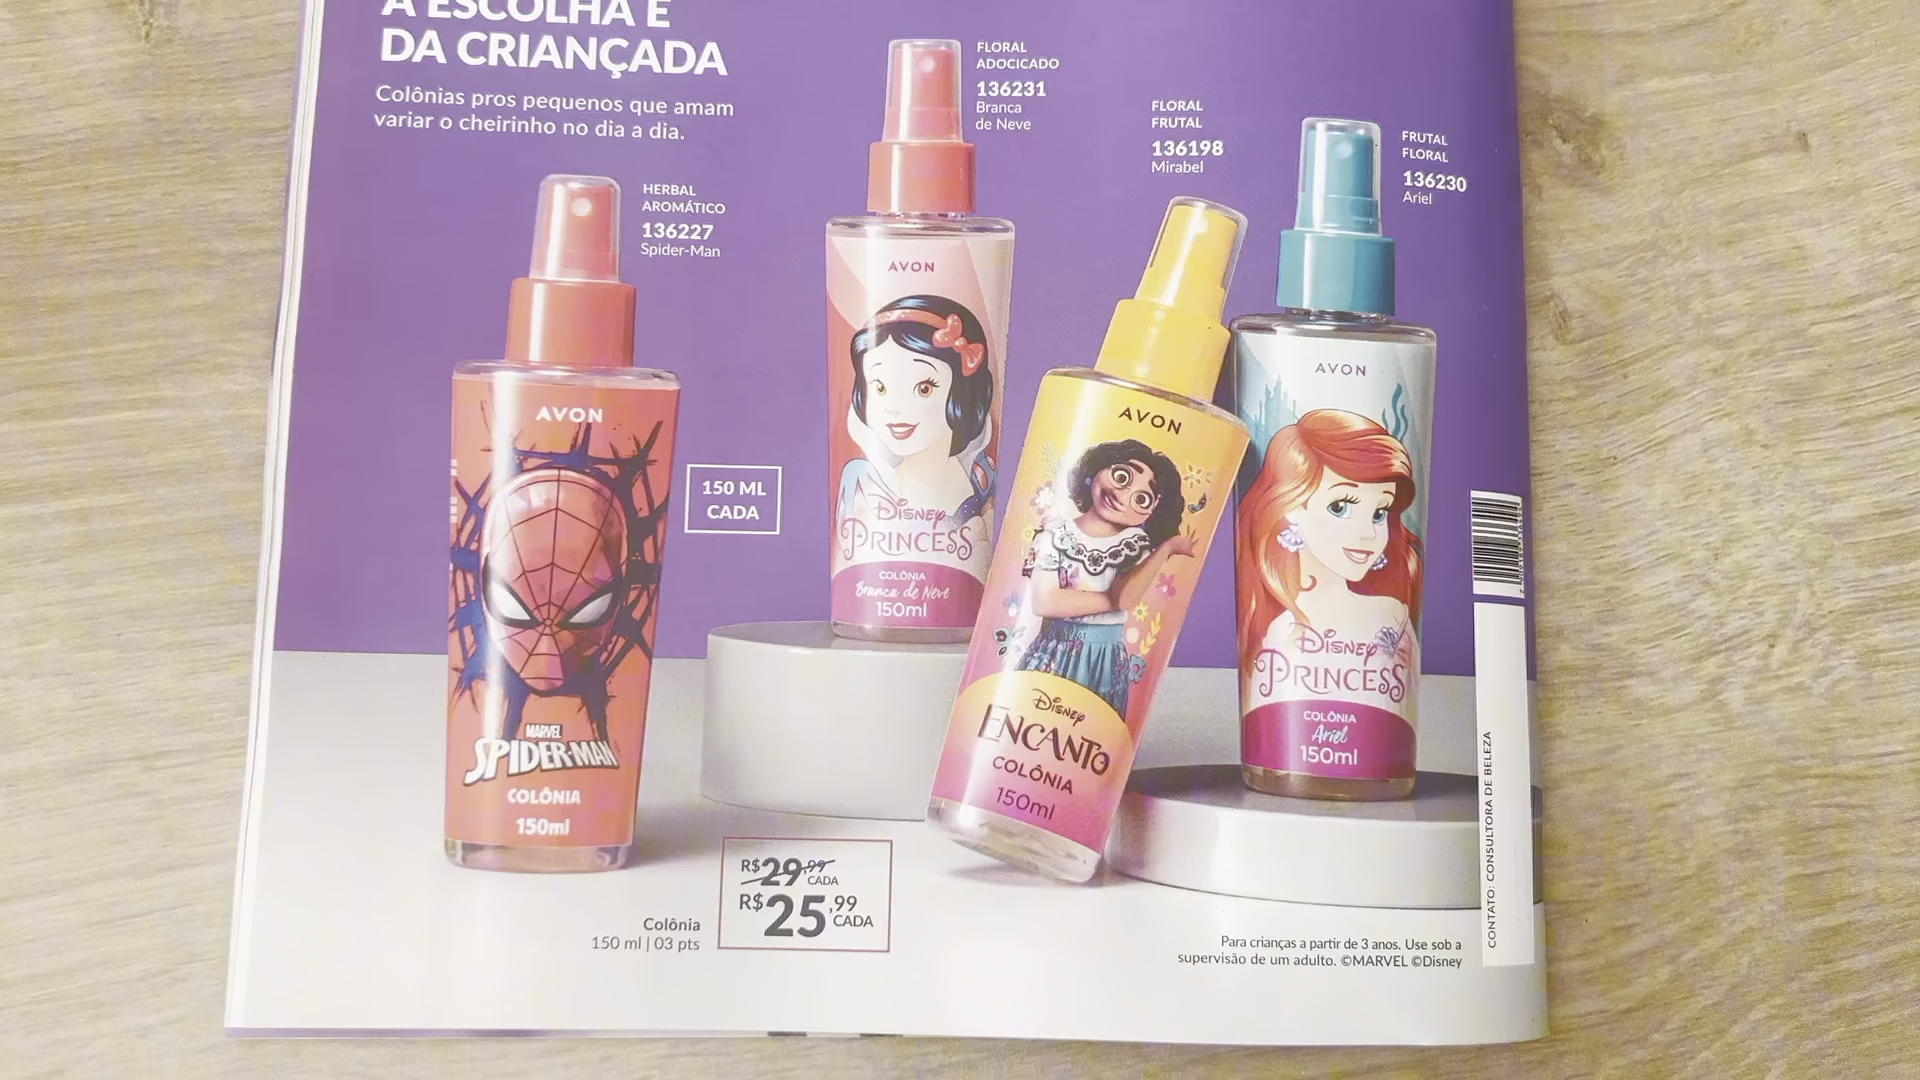 A ESCOLHA É
DA CRIANÇADA
Colônias pros pequenos que amam
variar o cheirinho no dia a dia.
HERBAL
AROMÁTICO
136227
Spider-Man
FLORAL
ADOCICADO
136231
Branca
de Neve
FLORAL
FRUTAL
136198
Mirabel
FRUTAL
FLORAL
136230
Ariel
AVON
MARVEL
SPIDER-MAN
COLÔNIA
150ml
150 ML
CADA
AVON
Disney
PRINCESS
COLÔNIA
Branca de Neve
150ml
AVON
Disney
ENCANTO
COLÔNIA
150ml
AVON
Disney
PRINCESS
COLÔNIA
Ariel
150ml
R$29,99
CADA
R$25,99
CADA
Colônia
150 ml | 03 pts
Para crianças a partir de 3 anos. Use sob a
supervisão de um adulto. ©MARVEL ©Disney
CONTATO: CONSULTORA DE BELEZA